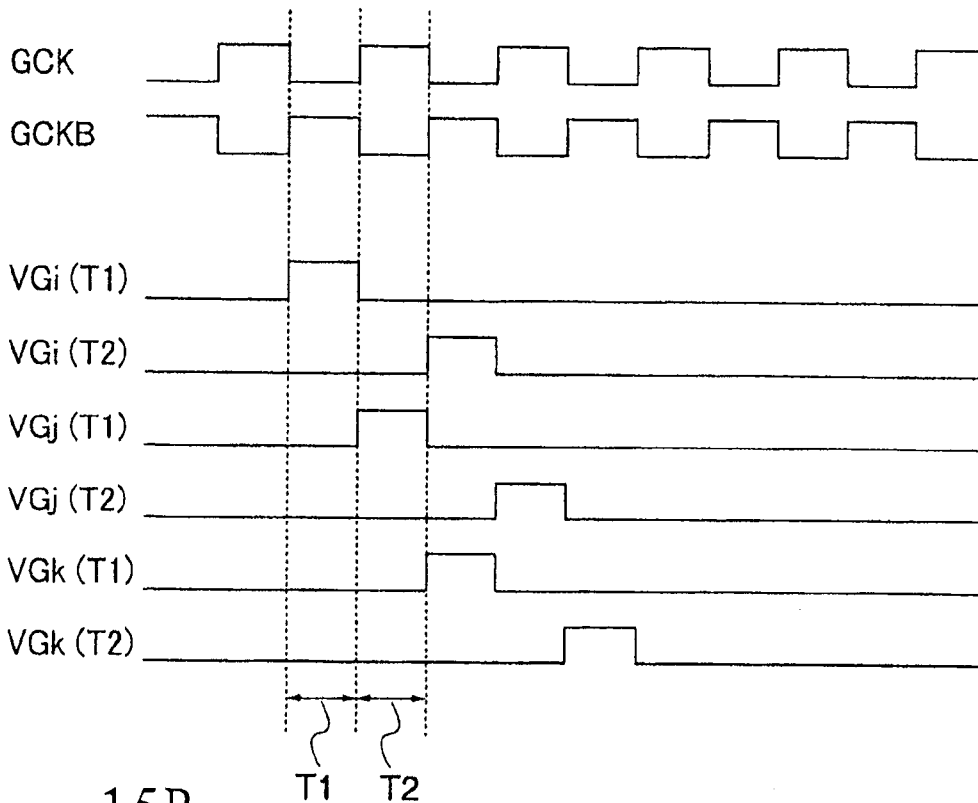 GCK
GCKB
VGi (T1)
VGi (T2)
VGj (T1)
VGj (T2)
VGk (T1)
VGk (T2)
T1 T2